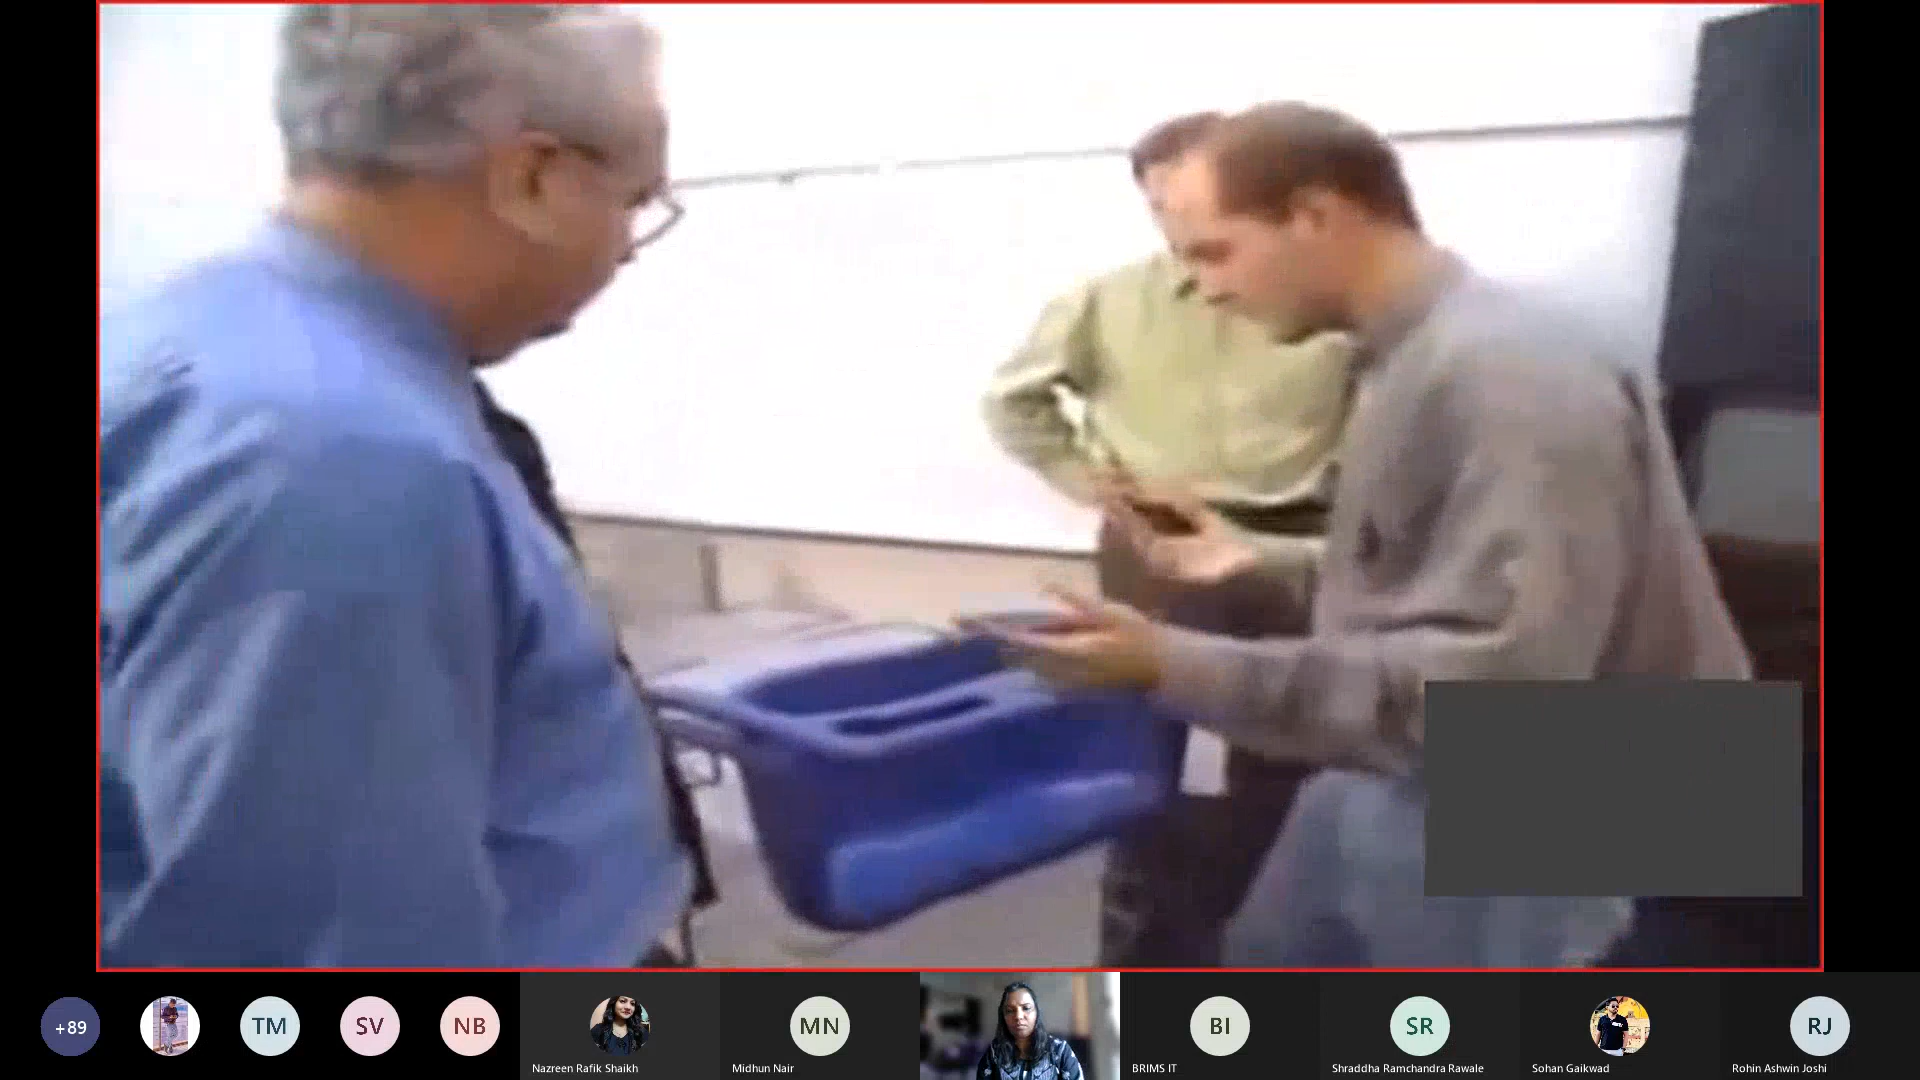 +89
TM
SV
NB
Nazreen Rafik Shaikh
MN
Midhun Nair
BI
BRIMS IT
SR
Shraddha Ramchandra Rawale
Sohan Gaikwad
RJ
Rohin Ashwin Joshi